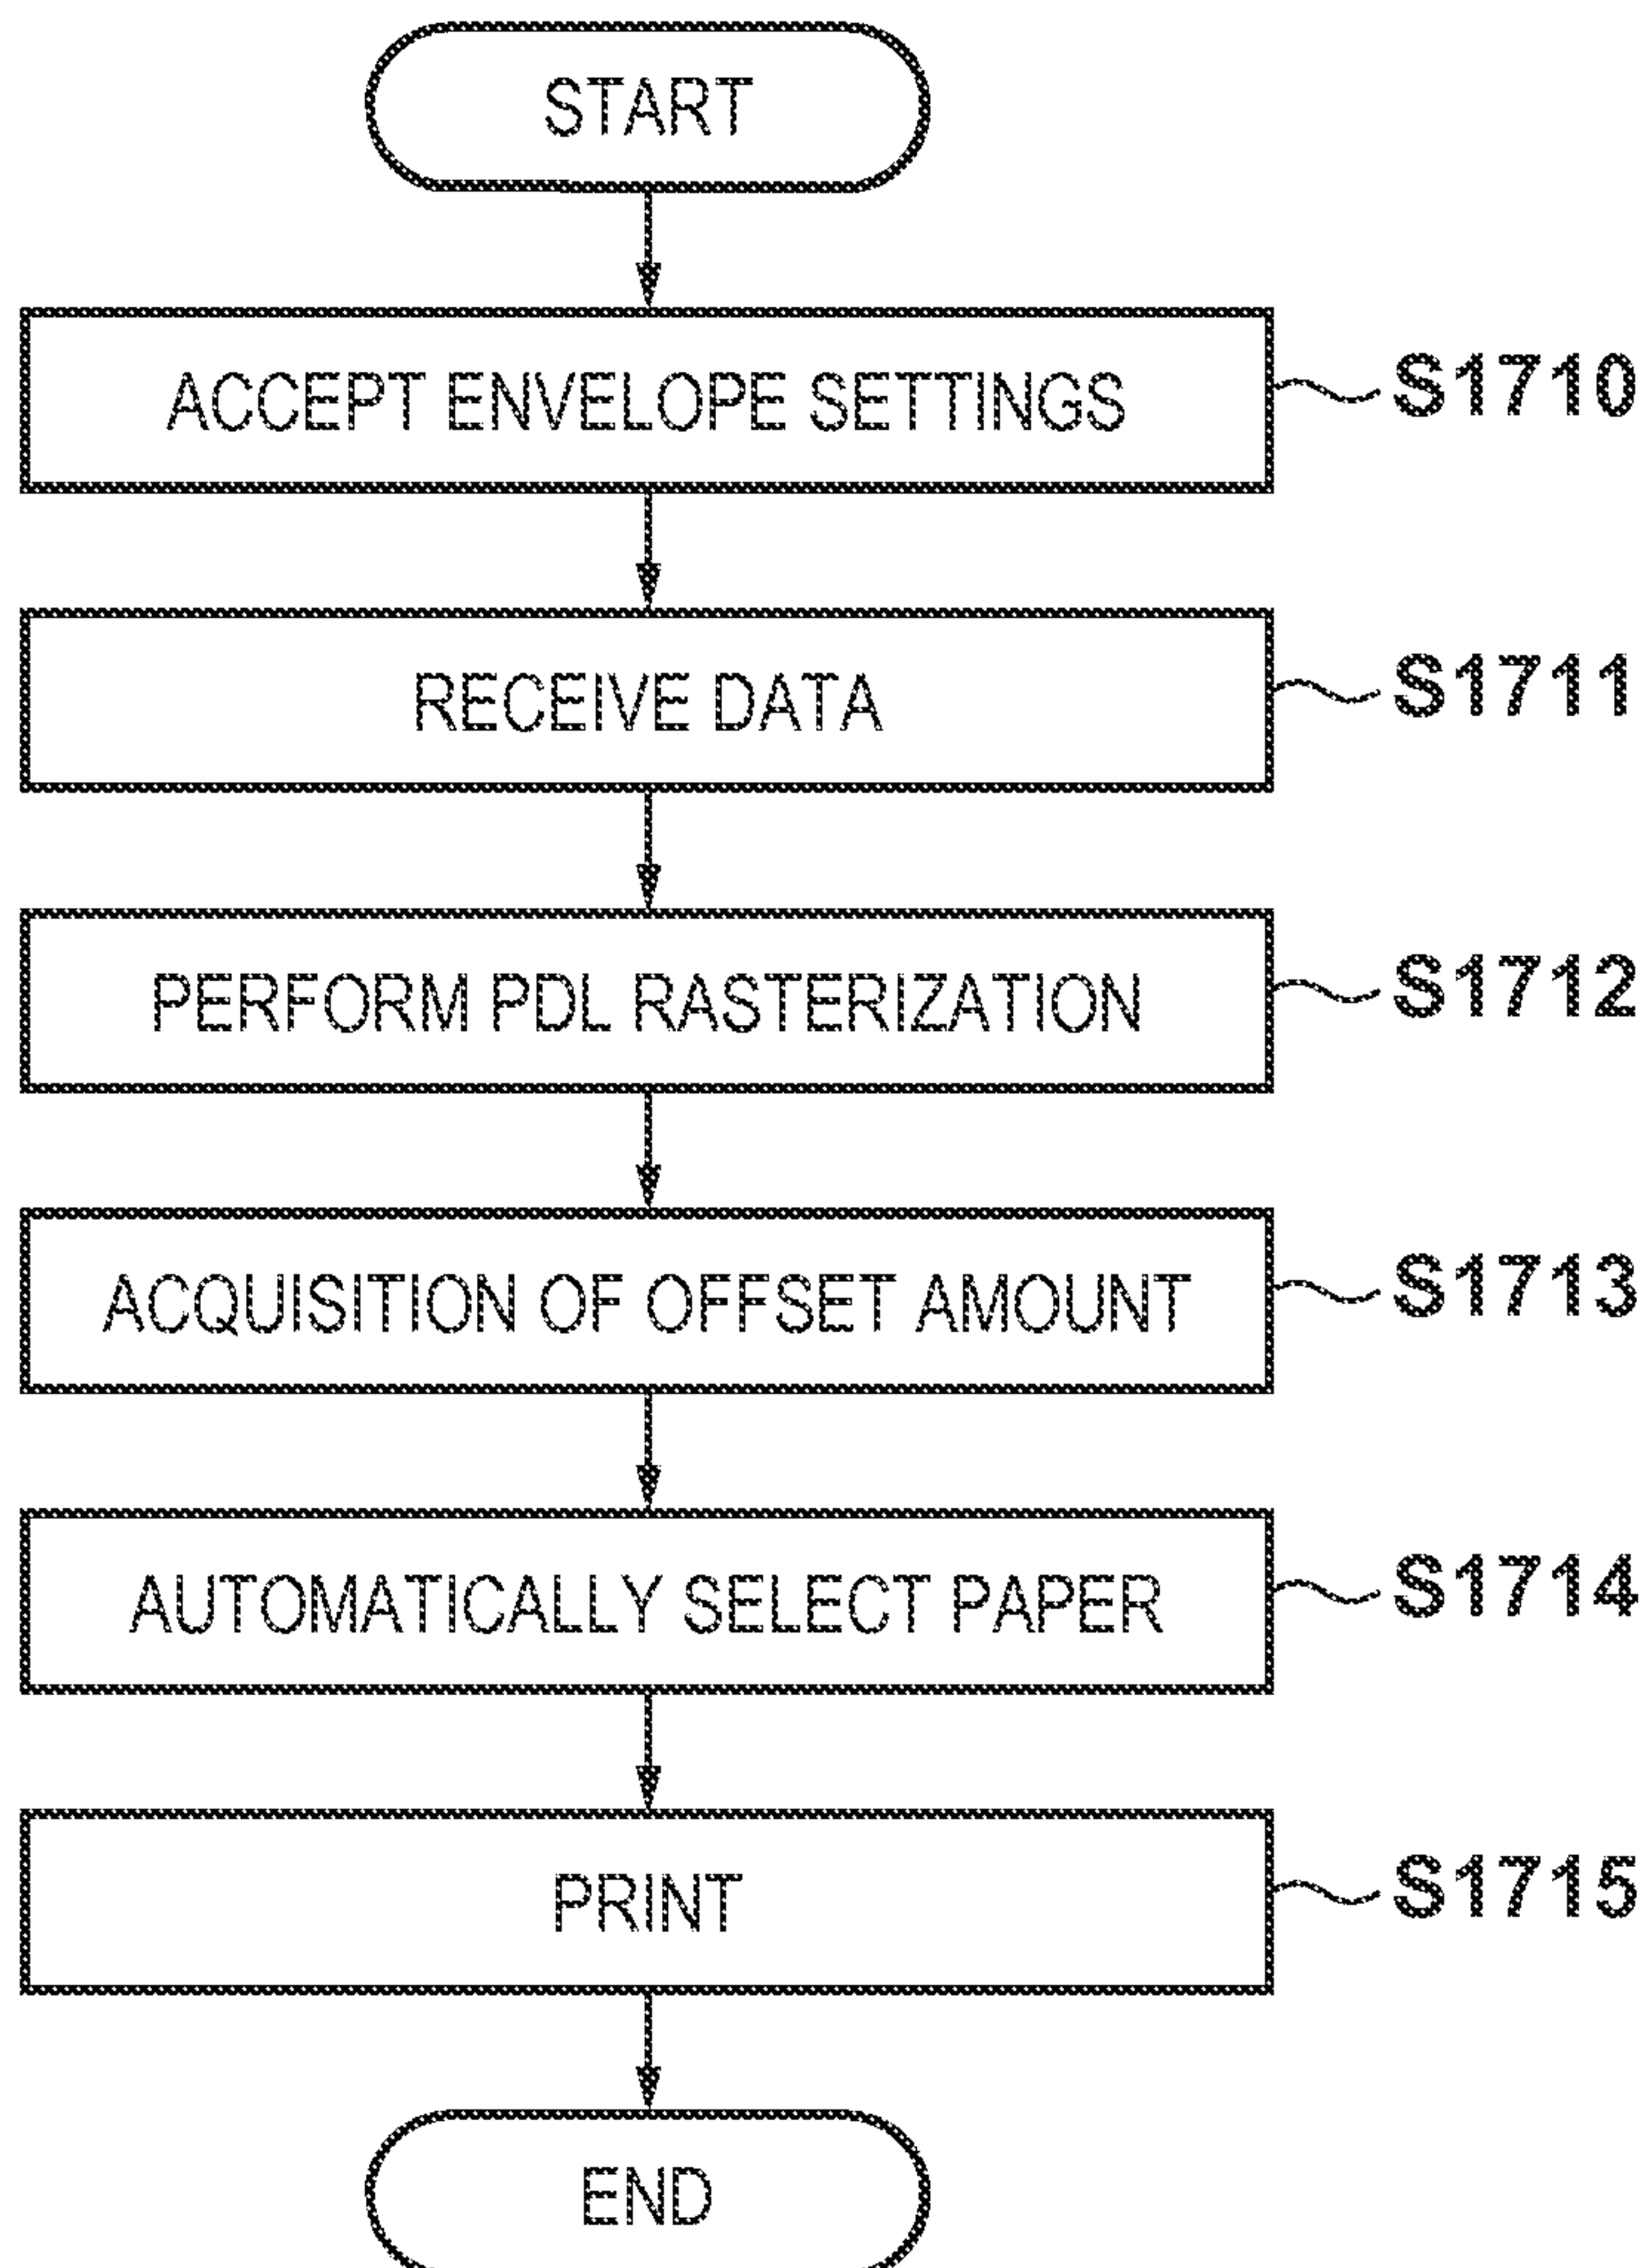 START
ACCEPT ENVELOPE SETTINGS S1710
RECEIVE DATA S1711
PERFORM PDL RASTERIZATION S1712
ACQUISITION OF OFFSET AMOUNT S1713
AUTOMATICALLY SELECT PAPER S1714
PRINT S1715
END